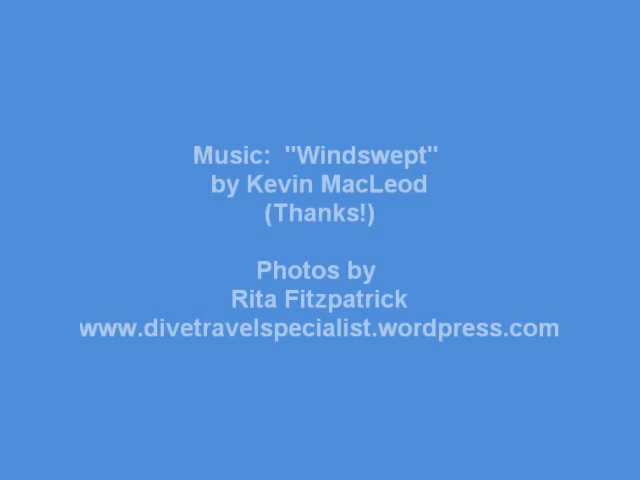 Music:  "Windswept"
by Kevin MacLeod
(Thanks!)
Photos by
Rita Fitzpatrick
www.divetravelspecialist.wordpress.com